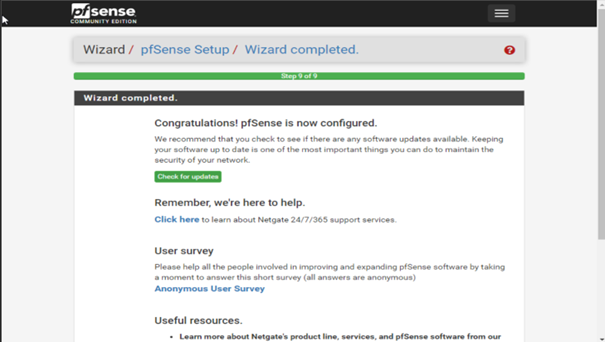 pfsense
COMMUNITY EDITION
Wizard / pfSense Setup / Wizard completed.
Step 9 of 9
Wizard completed.
Congratulations! pfSense is now configured.
We recommend that you check to see if there are any software updates available. Keeping
your software up to date is one of the most important things you can do to maintain the
security of your network.
Check for updates
Remember, we're here to help.
Click here to learn about Netgate 24/7/365 support services.
User survey
Please help all the people involved in improving and expanding pfSense software by taking
a moment to answer this short survey (all answers are anonymous)
Anonymous User Survey
Useful resources.
• Learn more about Netgate's product line, services, and pfSense software from our